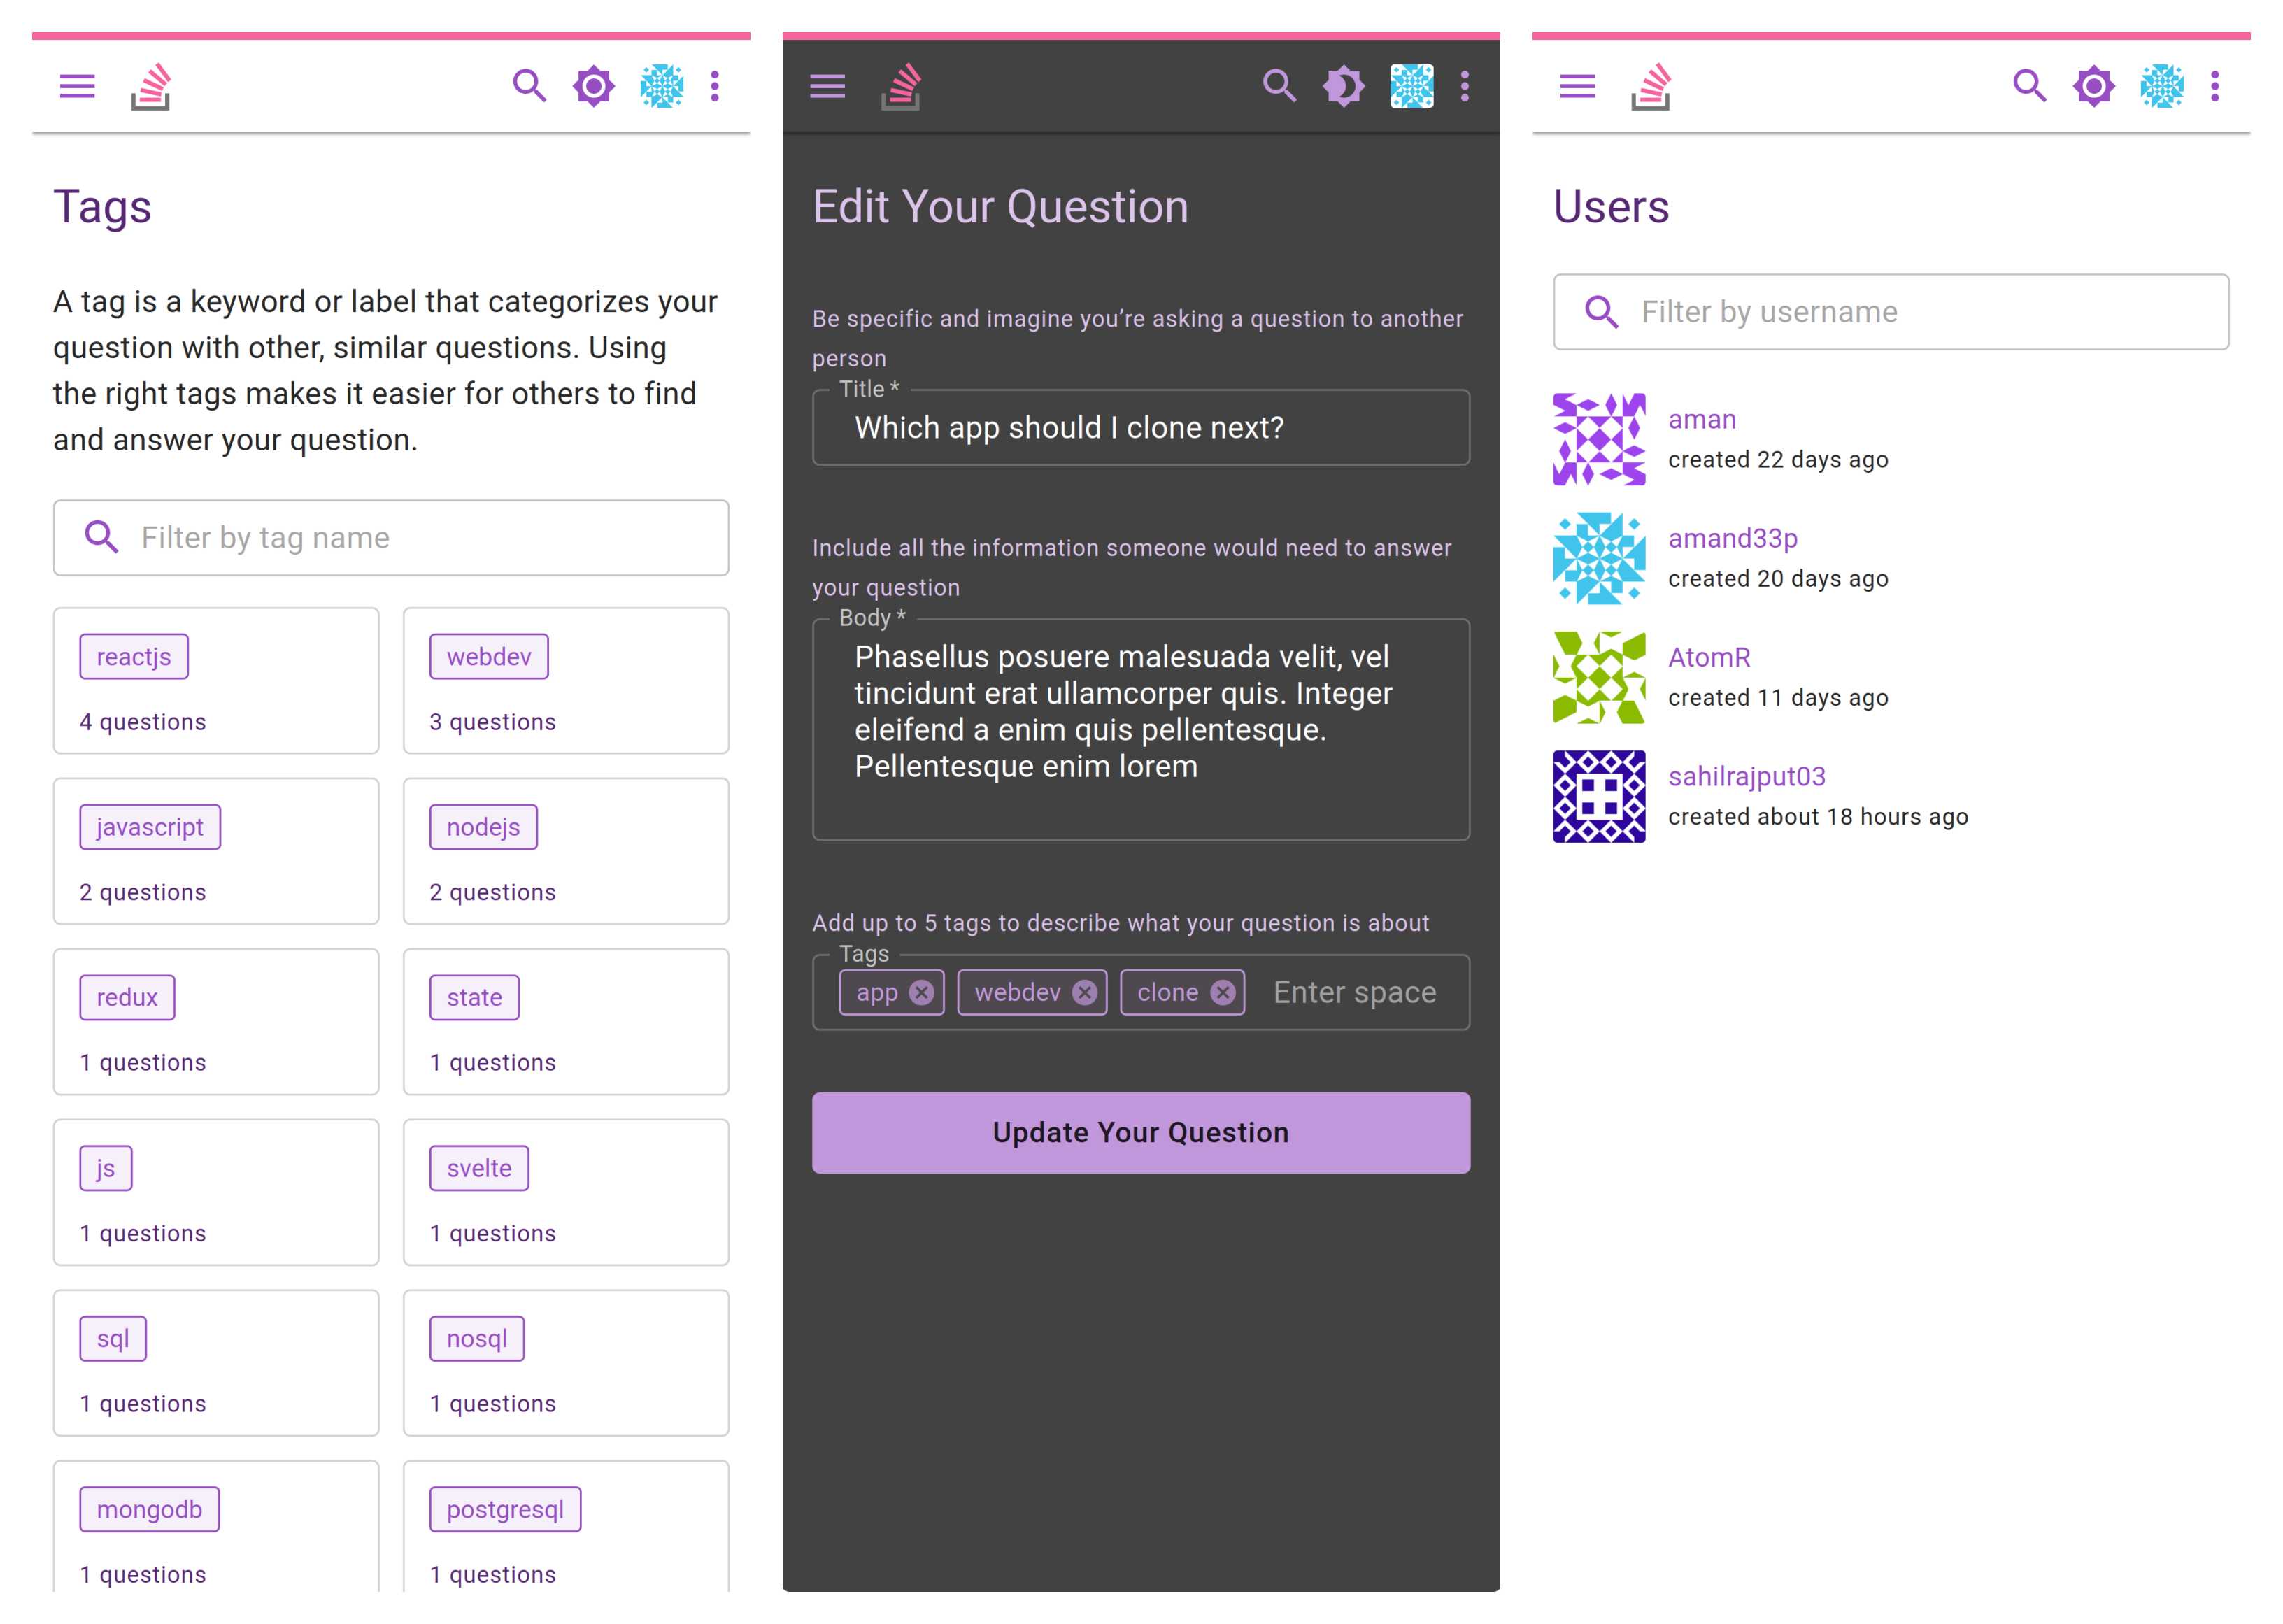 Tags
A tag is a keyword or label that categorizes your
question with other, similar questions. Using
the right tags makes it easier for others to find
and answer your question.
Filter by tag name
reactjs
4 questions
webdev
3 questions
javascript
2 questions
nodejs
2 questions
redux
1 questions
state
1 questions
js
1 questions
svelte
1 questions
sql
1 questions
nosql
1 questions
mongodb
1 questions
postgresql
1 questions
Edit Your Question
Be specific and imagine you’re asking a question to another
person
Title *
Which app should I clone next?
Include all the information someone would need to answer
your question
Body *
Phasellus posuere malesuada velit, vel
tincidunt erat ullamcorper quis. Integer
eleifend a enim quis pellentesque.
Pellentesque enim lorem
Add up to 5 tags to describe what your question is about
Tags
app webdev clone Enter space
Update Your Question
Users
Filter by username
aman
created 22 days ago
amand33p
created 20 days ago
AtomR
created 11 days ago
sahilrajput03
created about 18 hours ago